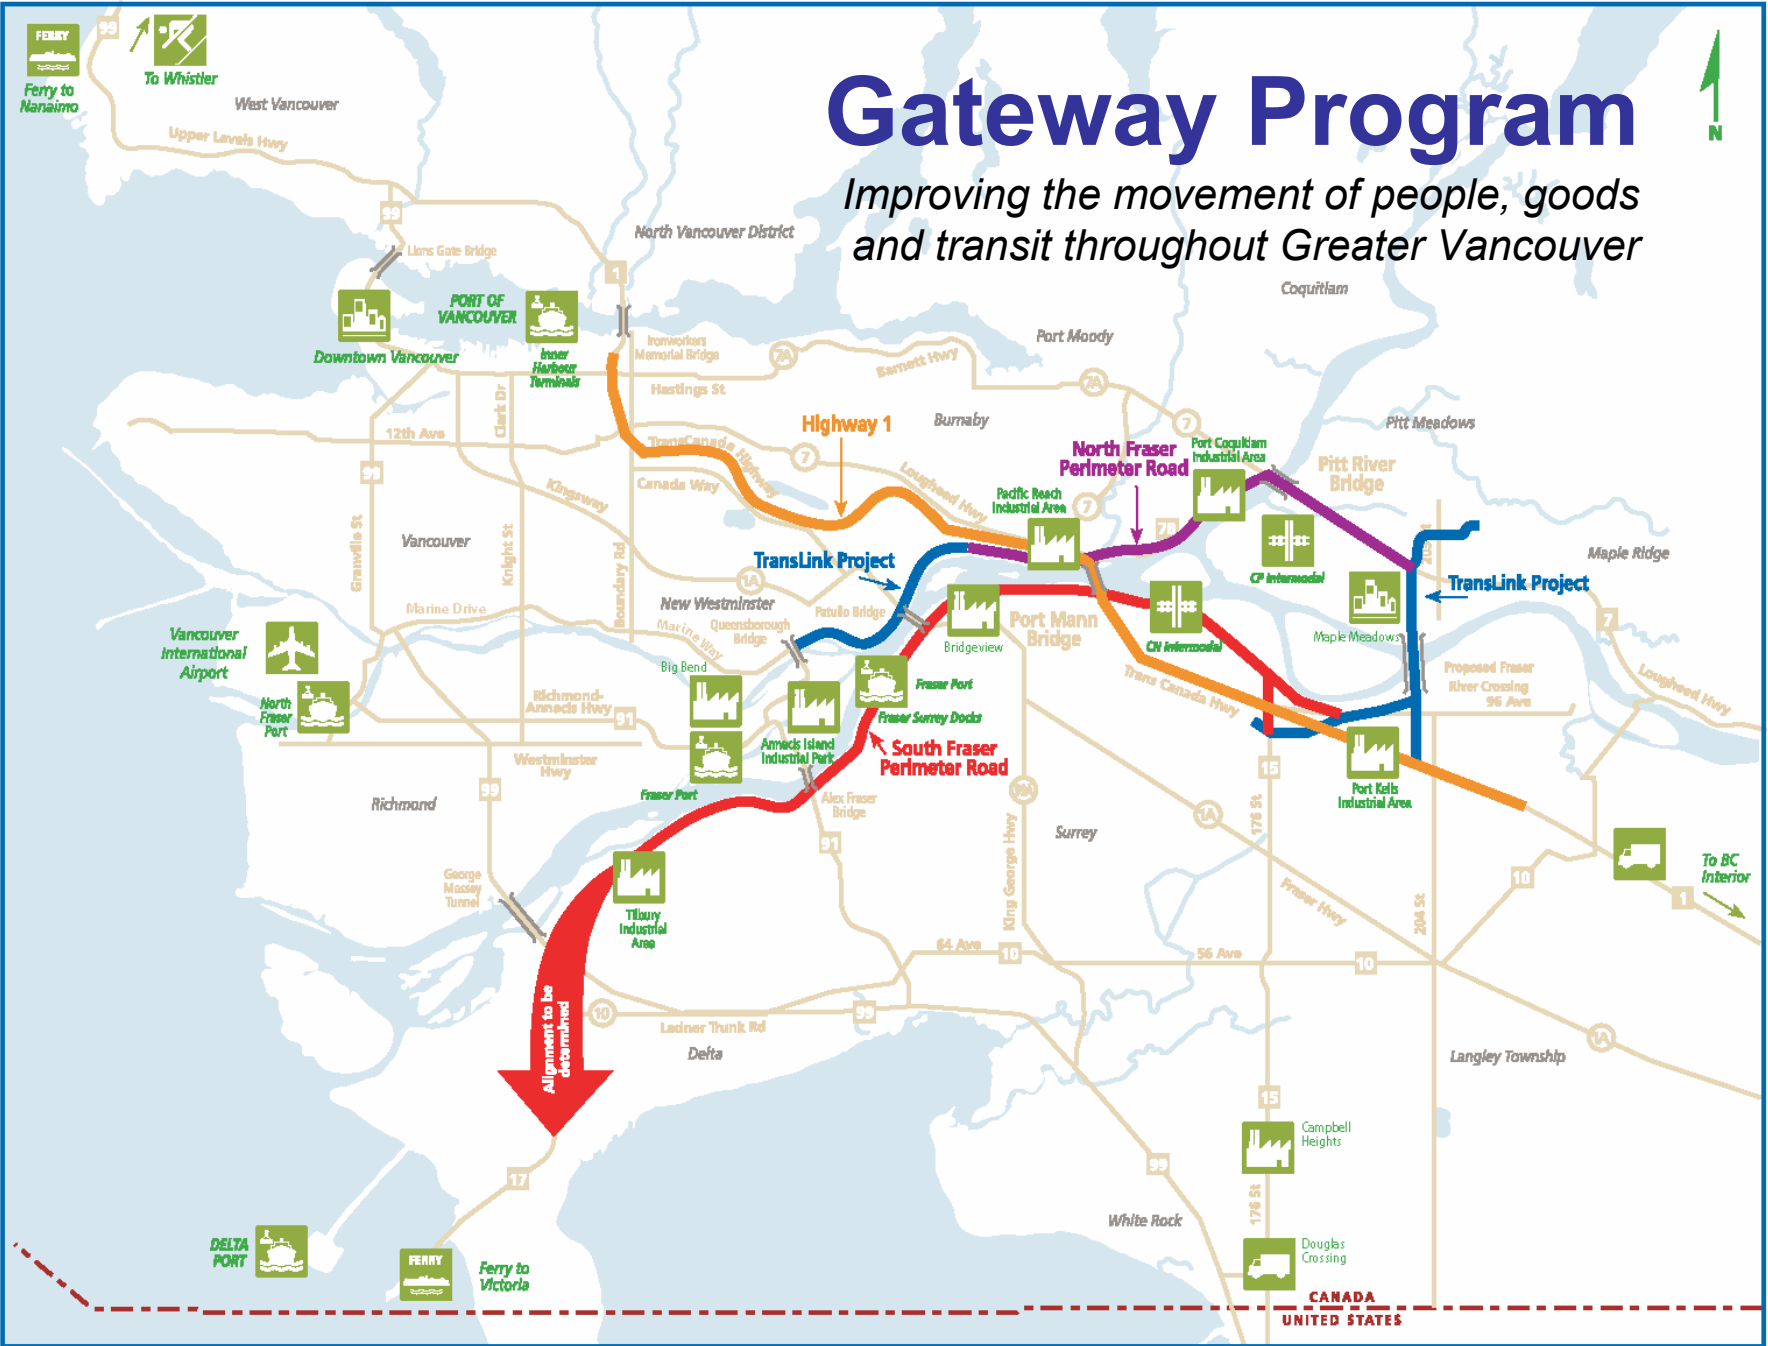 Gateway Program
Improving the movement of people, goods
and transit throughout Greater Vancouver
N
FERRY
Ferry to
Nanaimo
99
To Whistler
West Vancouver
Upper Levels Hwy
99
Lions Gate Bridge
North Vancouver District
1
PORT OF
VANCOUVER
Inner
Harbour
Terminals
Downtown Vancouver
Ironworkers
Memorial Bridge
Hastings St
7A
Barnett Hwy
7A
Port Moody
Coquitlam
Clark Dr
12th Ave
TransCanada Highway
Canada Way
7
Highway 1
Burnaby
Lougheed Hwy
7
North Fraser
Perimeter Road
7
Port Coquitlam
Industrial Area
Pitt Meadows
Pitt River
Bridge
Pacific Reach
Industrial Area
7B
99
Kingsway
Granville St
Vancouver
Knight St
Boundary Rd
1A
TransLink Project
CP Intermodal
Maple Ridge
TransLink Project
Maple Meadows
Marine Drive
New Westminster
Marine Way
Queensborough
Bridge
Patullo Bridge
Bridgeview
Port Mann
Bridge
CN Intermodal
7
Lougheed Hwy
Proposed Fraser
River Crossing
96 Ave
Trans Canada Hwy
Vancouver
International
Airport
North
Fraser
Port
Big Bend
Richmond-
Annacis Hwy
91
Westminster
Hwy
Fraser Port
Annacis Island
Industrial Park
Fraser Port
Fraser Surrey Docks
South Fraser
Perimeter Road
Richmond
99
Alex Fraser
Bridge
91
Surrey
King George Hwy
1A
15
176 St
Port Kells
Industrial Area
Fraser Hwy
204 St
10
To BC
Interior
1
George
Massey
Tunnel
Tilbury
Industrial
Area
Alignment to be
determined
64 Ave
10
56 Ave
10
10
Ladner Trunk Rd
99
Delta
1A
Langley Township
15
Campbell
Heights
99
17
White Rock
176 St
Douglas
Crossing
DELTA
PORT
FERRY
Ferry to
Victoria
CANADA
UNITED STATES